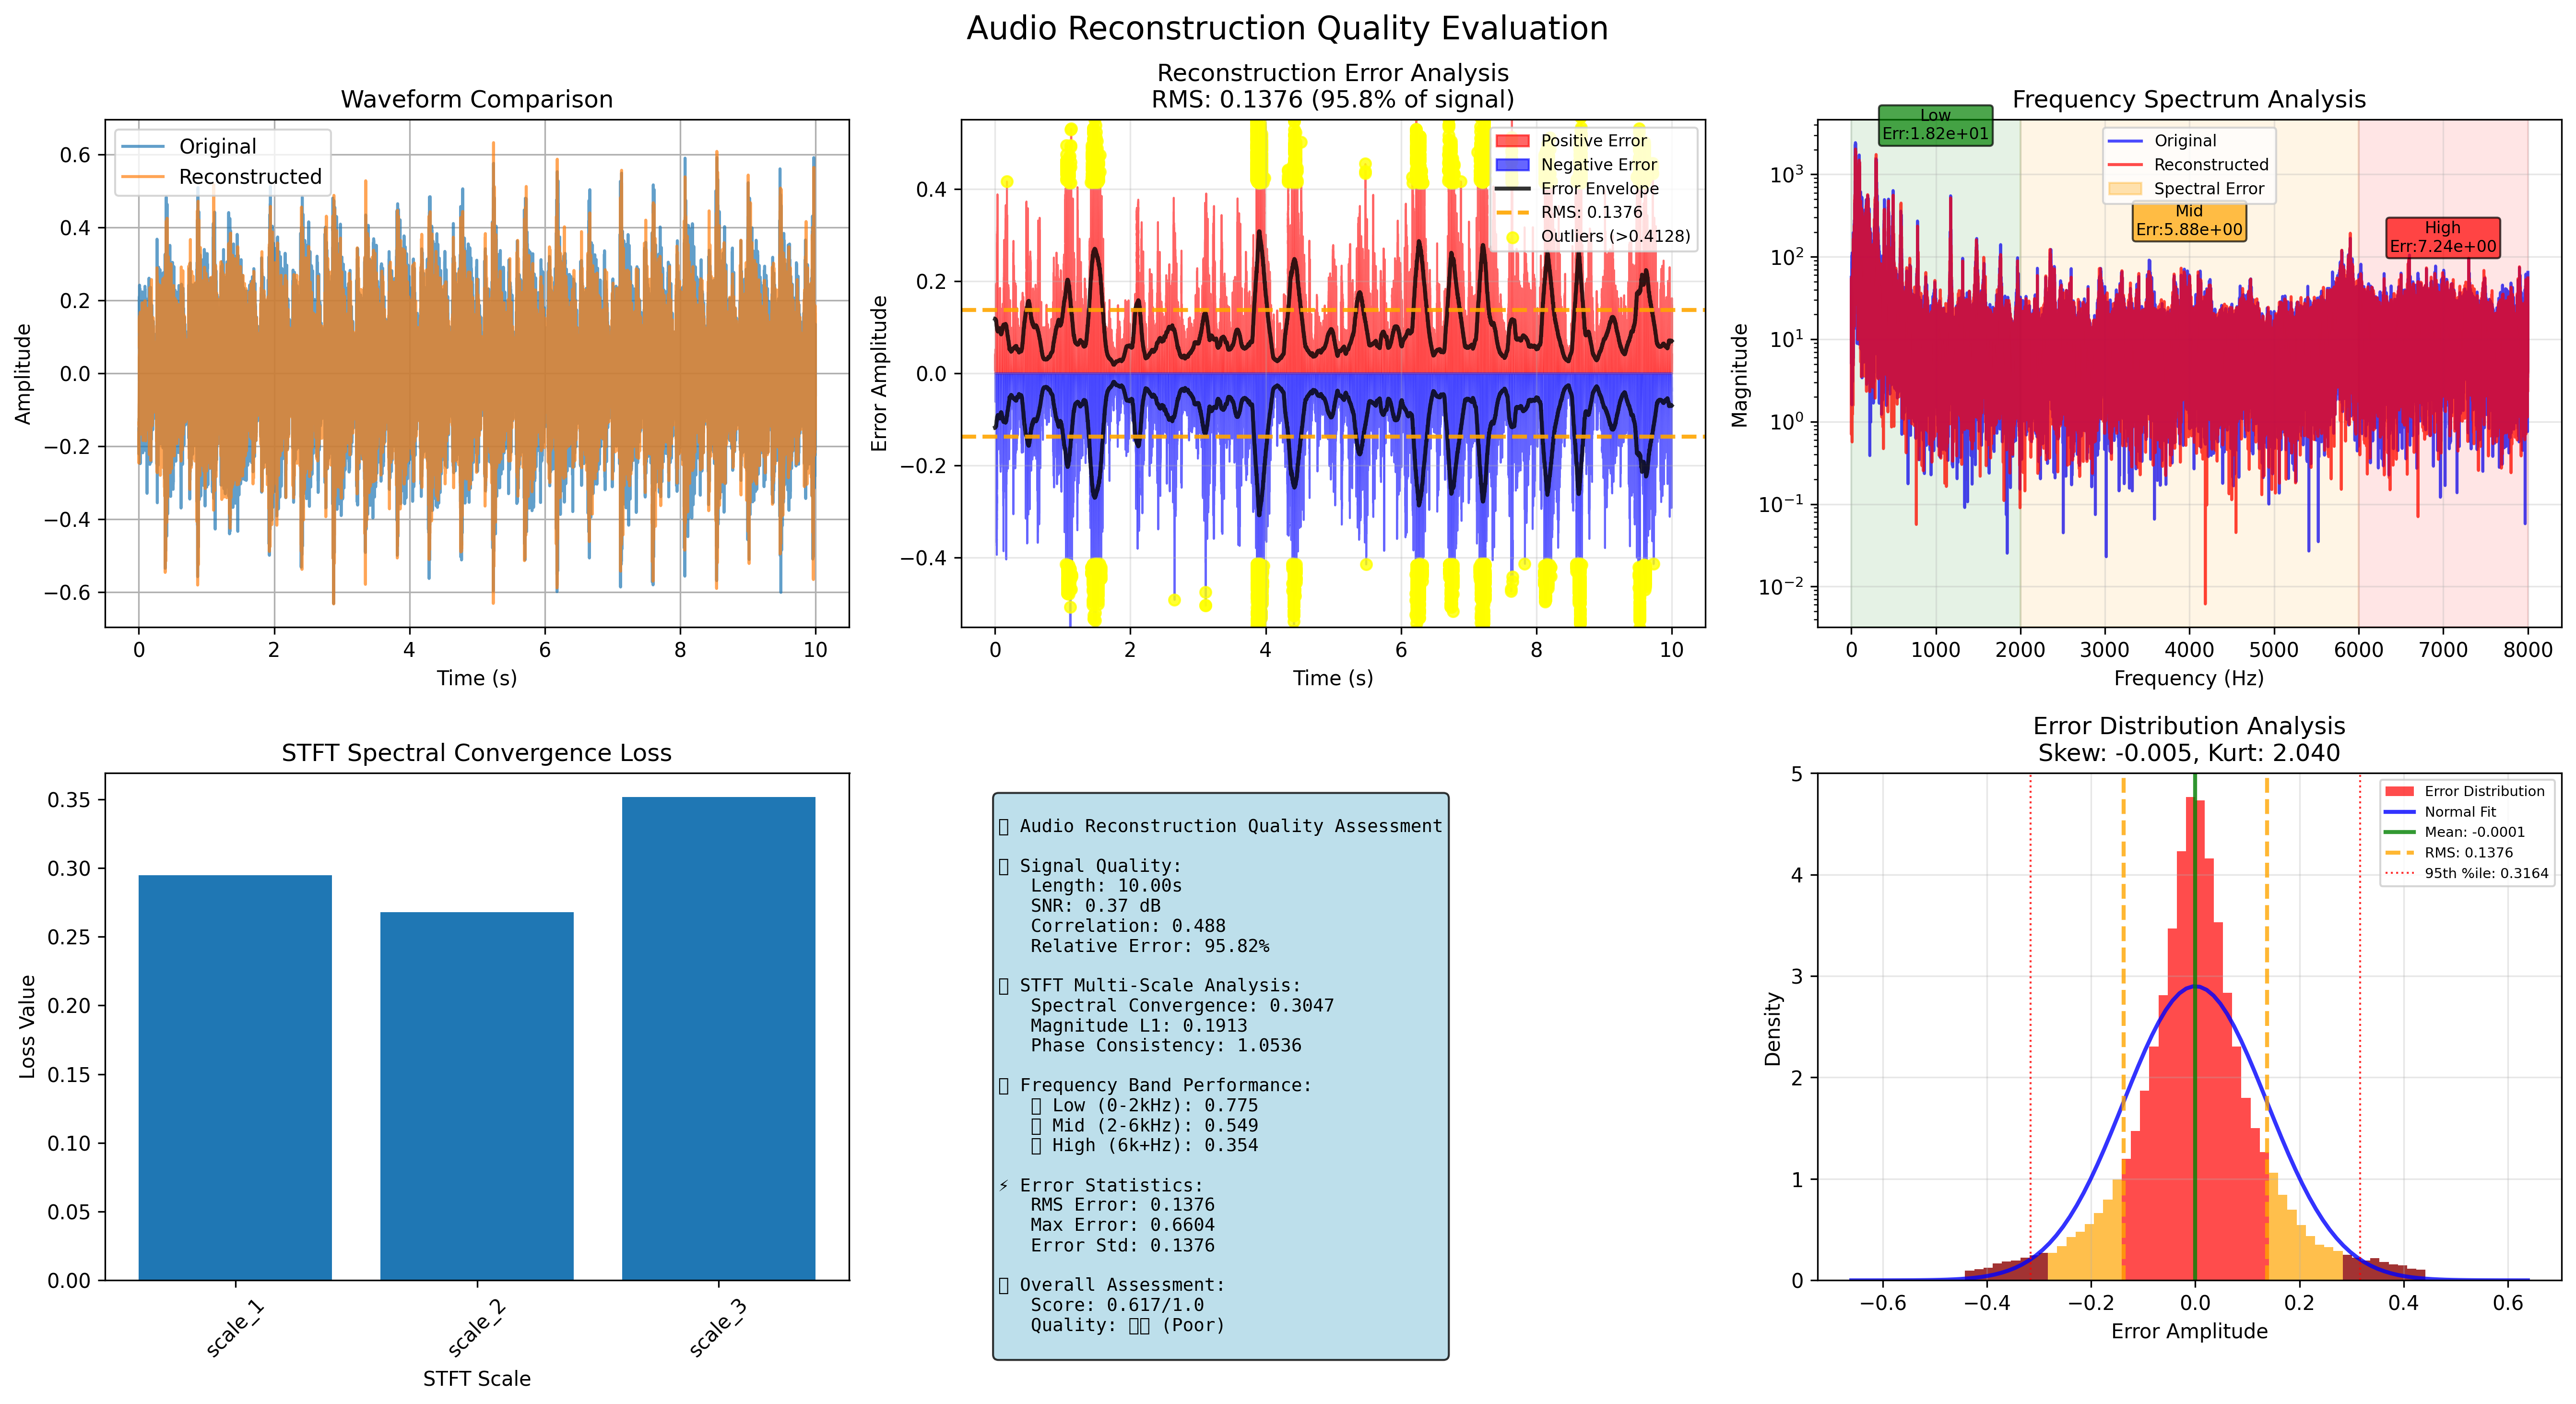 Audio Reconstruction Quality Evaluation
Waveform Comparison
Original
Reconstructed
Amplitude
0.6
0.4
0.2
0.0
−0.2
−0.4
−0.6
0 2 4 6 8 10
Time (s)
Reconstruction Error Analysis
RMS: 0.1376 (95.8% of signal)
Positive Error
Negative Error
Error Envelope
RMS: 0.1376
Outliers (>0.4128)
Error Amplitude
0.4
0.2
0.0
−0.2
−0.4
0 2 4 6 8 10
Time (s)
Frequency Spectrum Analysis
Low
Err:1.82e+01
Original
Reconstructed
Spectral Error
Mid
Err:5.88e+00
High
Err:7.24e+00
Magnitude
10³
10²
10¹
10⁰
10⁻¹
10⁻²
0 1000 2000 3000 4000 5000 6000 7000 8000
Frequency (Hz)
STFT Spectral Convergence Loss
Loss Value
0.35
0.30
0.25
0.20
0.15
0.10
0.05
0.00
scale_1 scale_2 scale_3
STFT Scale
Audio Reconstruction Quality Assessment
Signal Quality:
Length: 10.00s
SNR: 0.37 dB
Correlation: 0.488
Relative Error: 95.82%
STFT Multi-Scale Analysis:
Spectral Convergence: 0.3047
Magnitude L1: 0.1913
Phase Consistency: 1.0536
Frequency Band Performance:
Low (0-2kHz): 0.775
Mid (2-6kHz): 0.549
High (6k+Hz): 0.354
⚡ Error Statistics:
RMS Error: 0.1376
Max Error: 0.6604
Error Std: 0.1376
Overall Assessment:
Score: 0.617/1.0
Quality: (Poor)
Error Distribution Analysis
Skew: -0.005, Kurt: 2.040
Error Distribution
Normal Fit
Mean: -0.0001
RMS: 0.1376
95th %ile: 0.3164
Density
5
4
3
2
1
0
−0.6 −0.4 −0.2 0.0 0.2 0.4 0.6
Error Amplitude